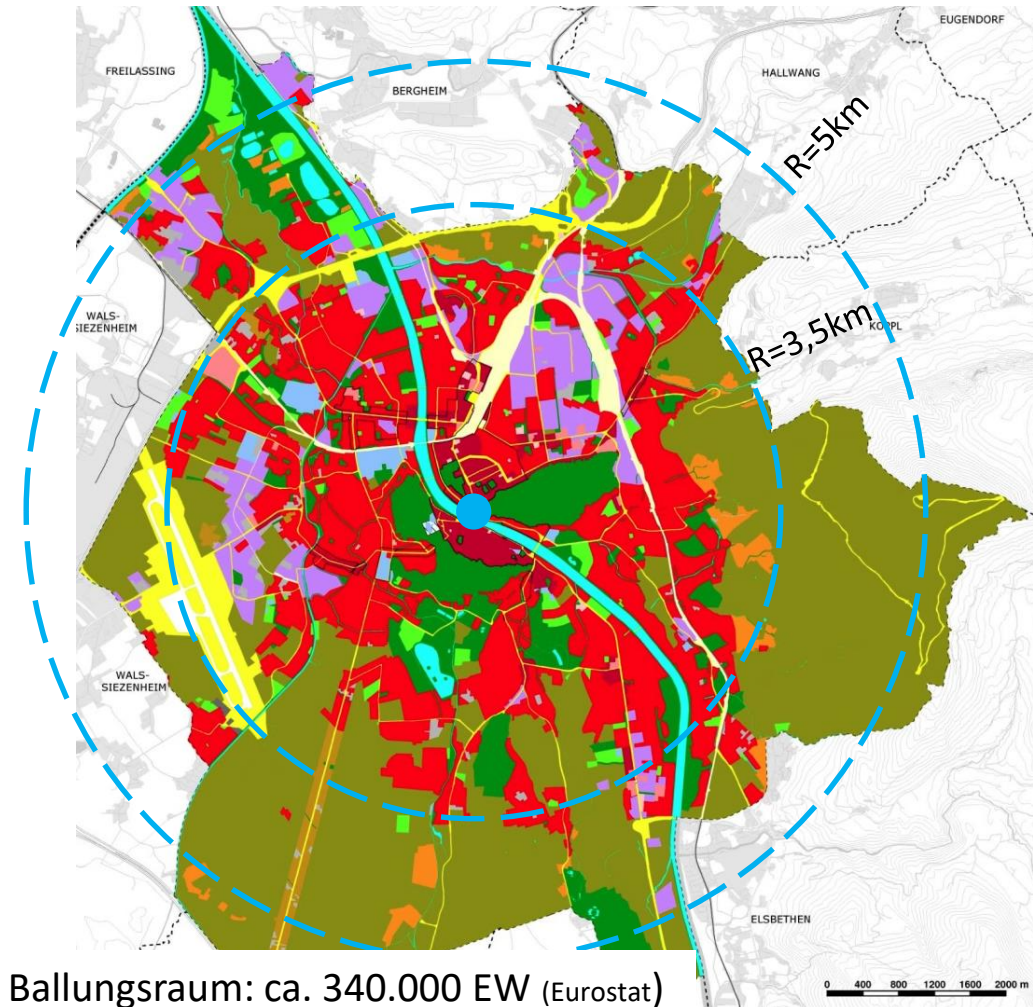 EUGENDORF
FREILASSING
HALLWANG
BERGHEIM
R=5km
WALS-
SIEZENHEIM
KOPPL
R=3,5km
WALS-
SIEZENHEIM
ELSBETHEN
0 400 800 1200 1600 2000 m
Ballungsraum: ca. 340.000 EW (Eurostat)